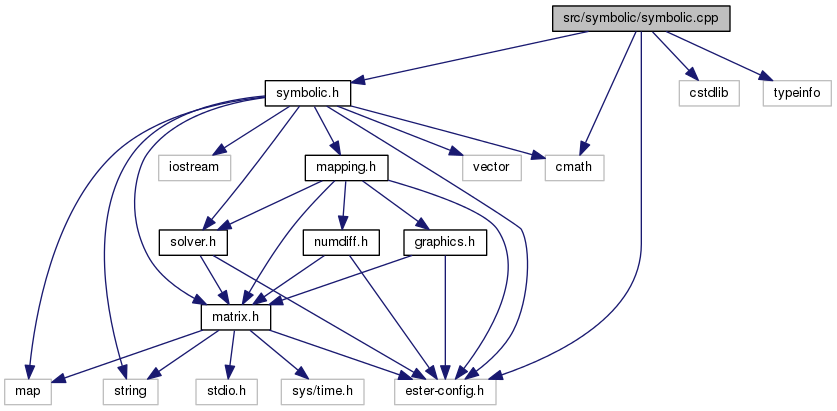 src/symbolic/symbolic.cpp
symbolic.h
cstdlib
typeinfo
iostream
mapping.h
vector
cmath
solver.h
numdiff.h
graphics.h
matrix.h
map
string
stdio.h
sys/time.h
ester-config.h